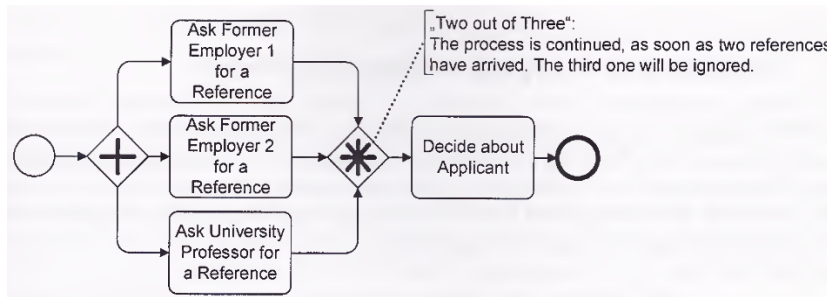 Ask Former
Employer 1
for a
Reference
Ask Former
Employer 2
for a
Reference
Ask University
Professor for
a Reference
„Two out of Three“:
The process is continued, as soon as two references
have arrived. The third one will be ignored.
Decide about
Applicant